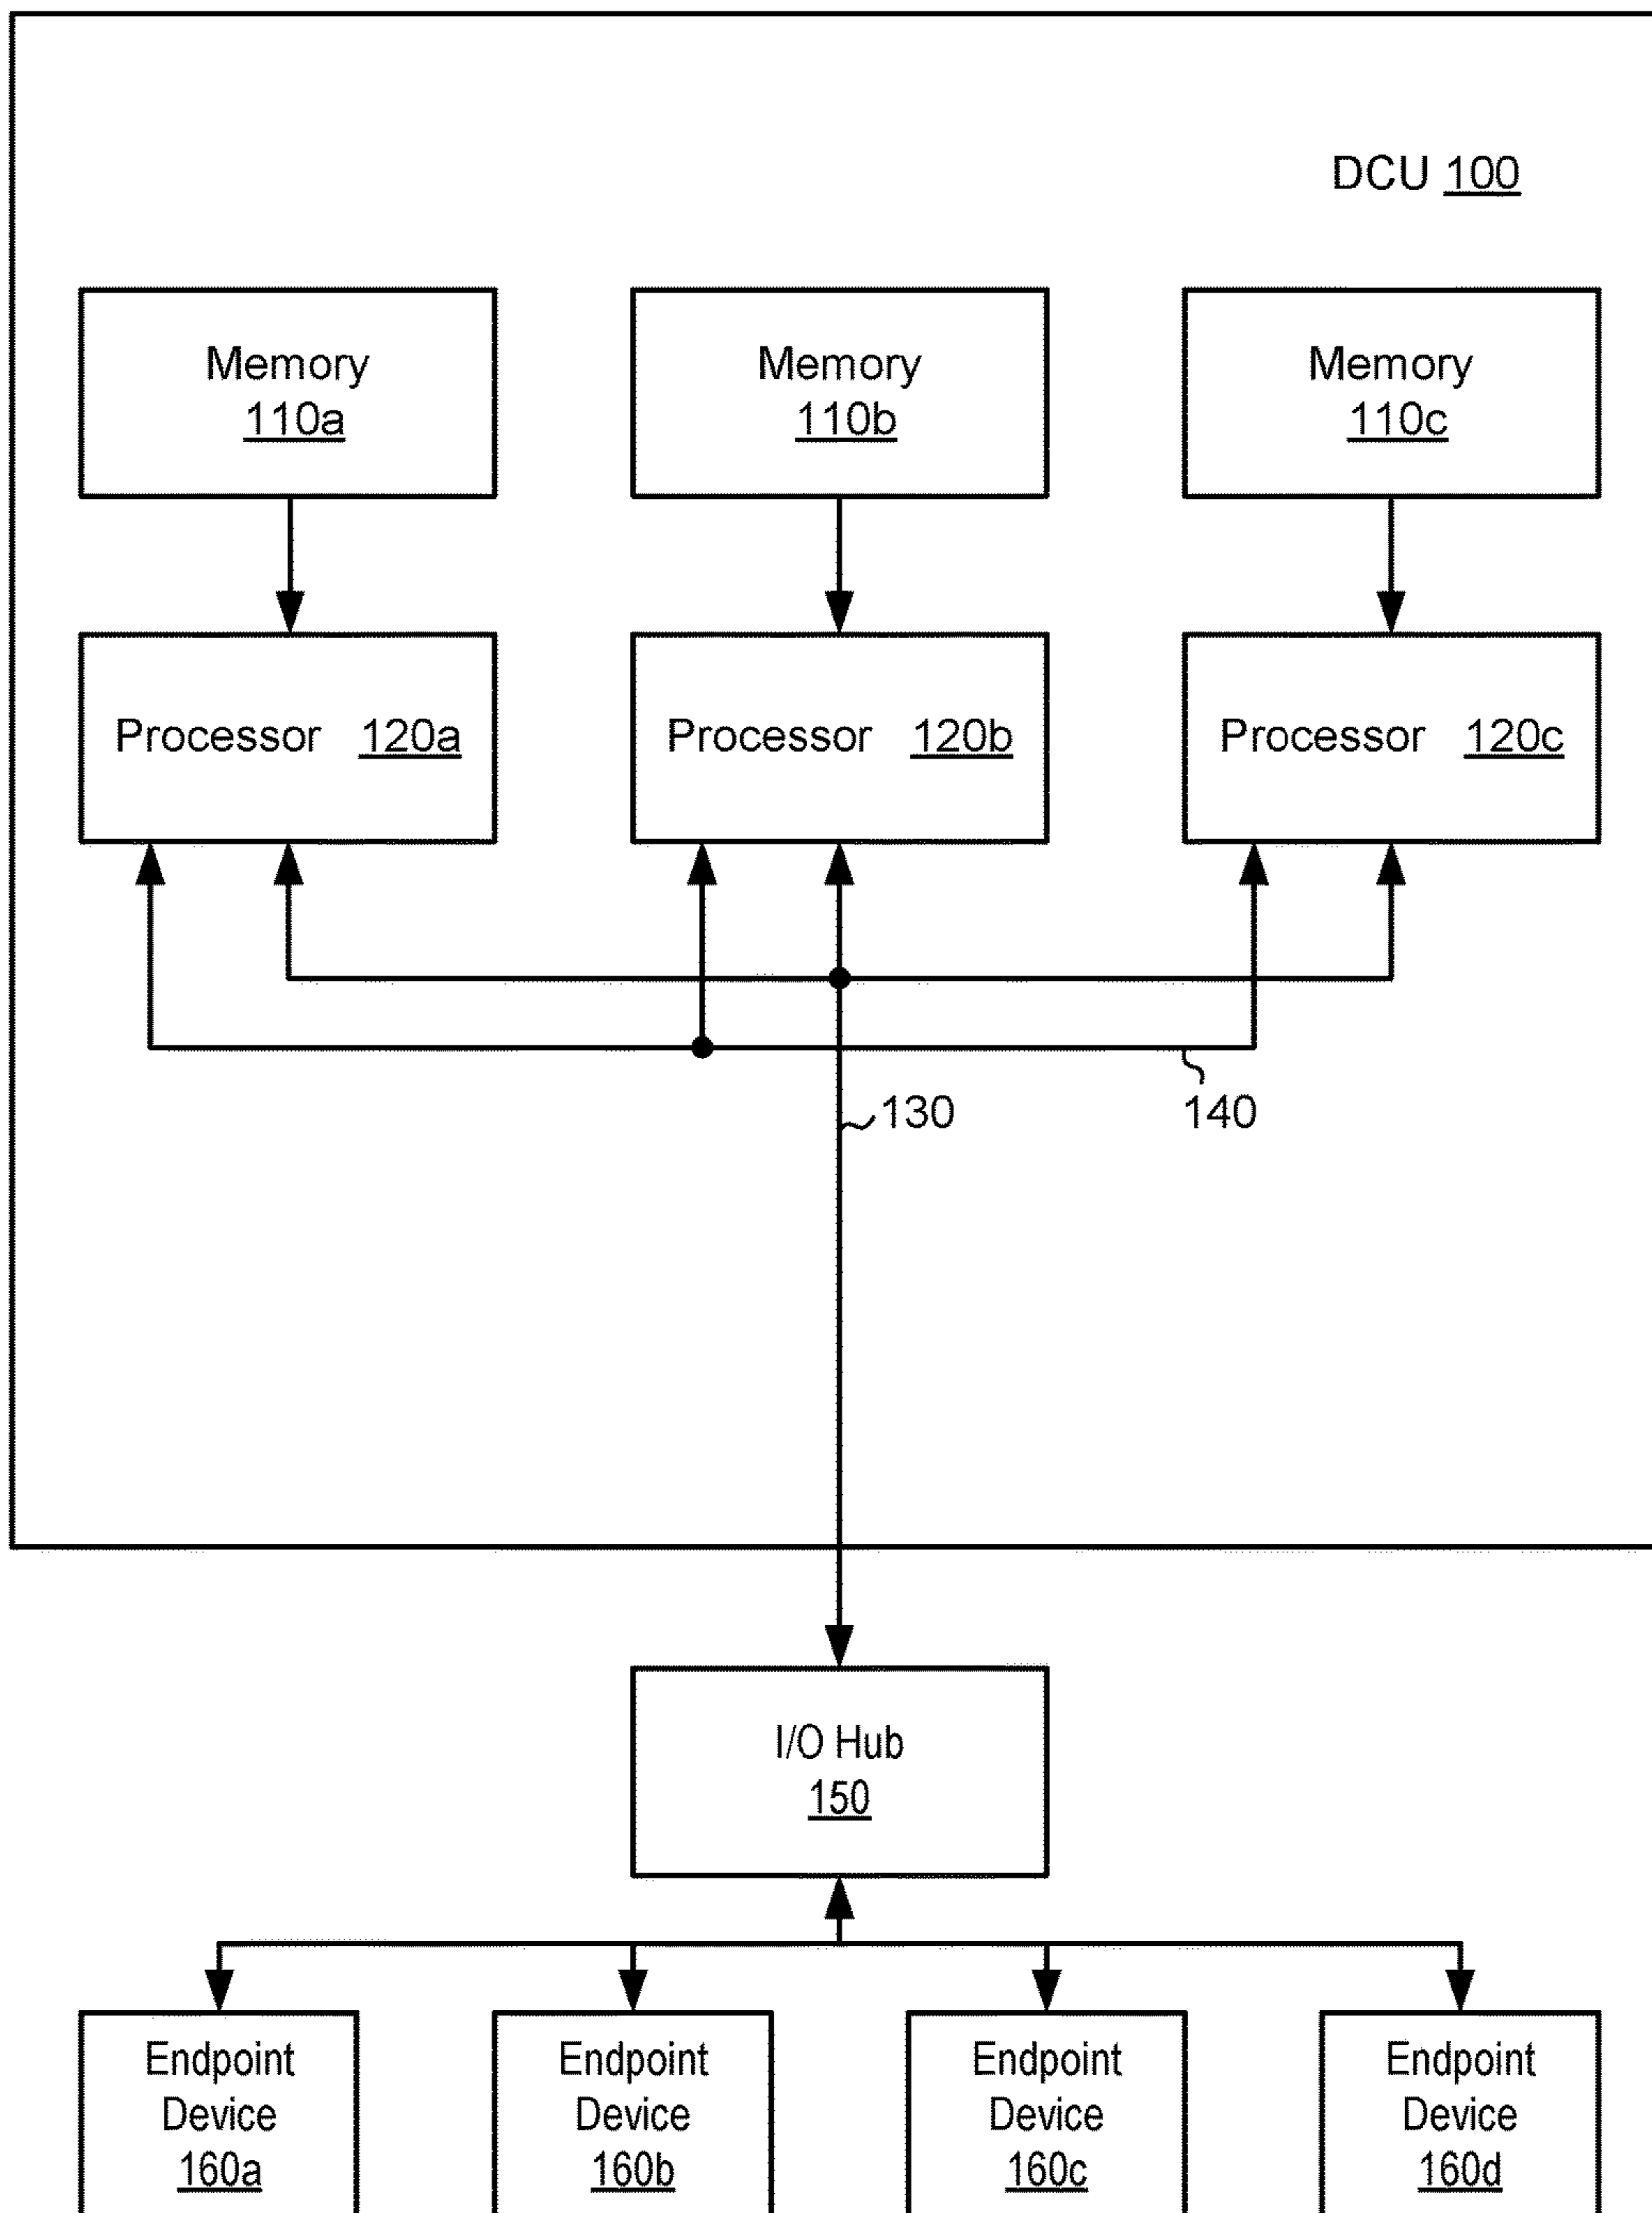 DCU 100
Memory
110a
Memory
110b
Memory
110c
Processor 120a
Processor 120b
Processor 120c
130
140
I/O Hub
150
Endpoint
Device
160a
Endpoint
Device
160b
Endpoint
Device
160c
Endpoint
Device
160d